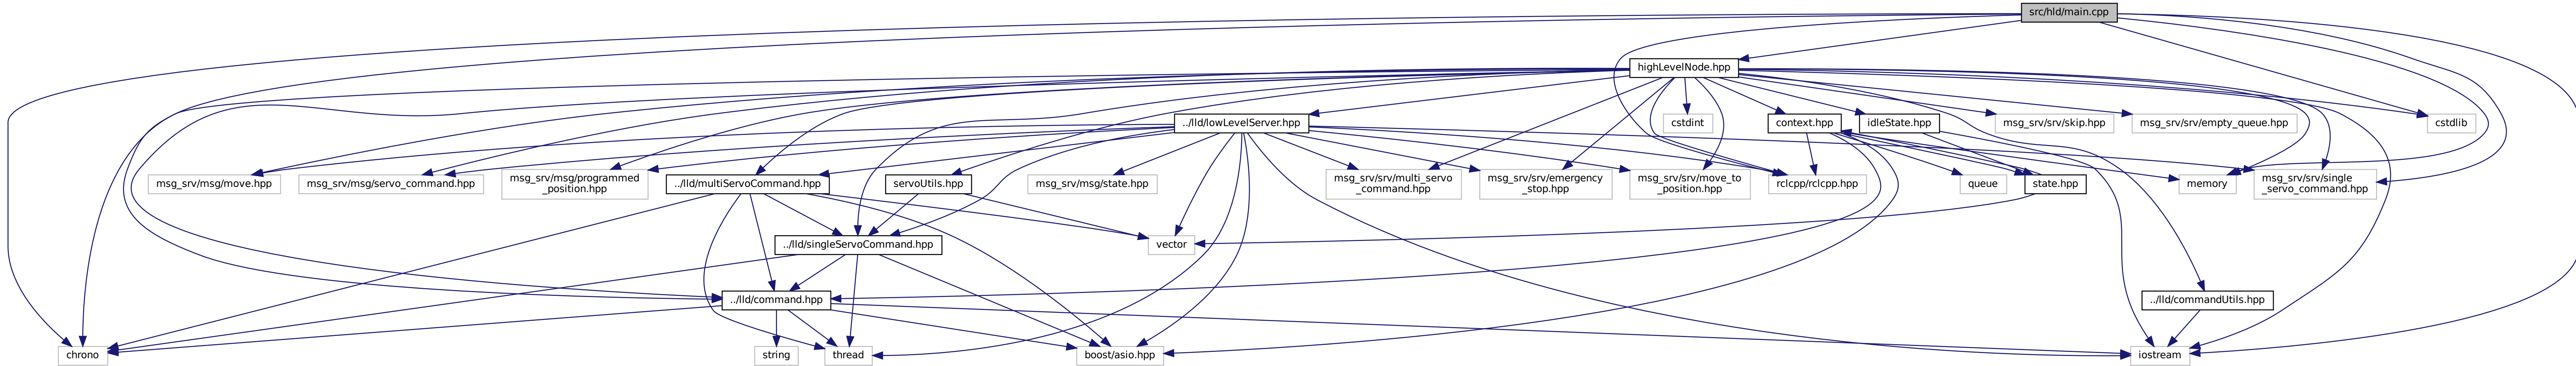 src/hld/main.cpp
highLevelNode.hpp
../lld/lowLevelServer.hpp
cstdint
context.hpp
idleState.hpp
msg_srv/srv/skip.hpp
msg_srv/srv/empty_queue.hpp
cstdlib
msg_srv/msg/move.hpp
msg_srv/msg/servo_command.hpp
msg_srv/msg/programmed
_position.hpp
../lld/multiServoCommand.hpp
servoUtils.hpp
msg_srv/msg/state.hpp
msg_srv/srv/multi_servo
_command.hpp
msg_srv/srv/emergency
_stop.hpp
msg_srv/srv/move_to
_position.hpp
rclcpp/rclcpp.hpp
queue
state.hpp
memory
msg_srv/srv/single
_servo_command.hpp
../lld/singleServoCommand.hpp
vector
../lld/command.hpp
../lld/commandUtils.hpp
chrono
string
thread
boost/asio.hpp
iostream